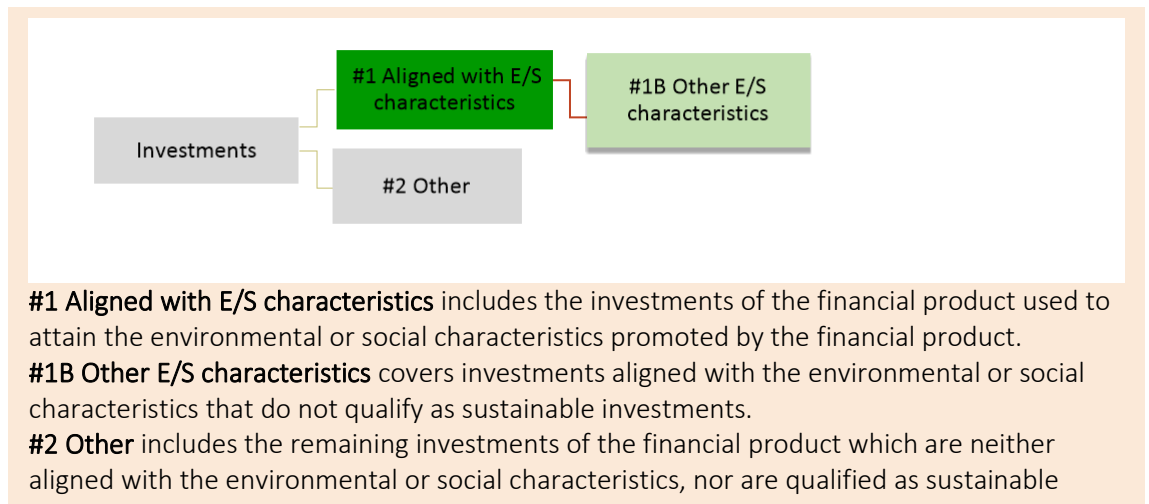 #1 Aligned with E/S
characteristics
#1B Other E/S
characteristics
Investments
#2 Other
#1 Aligned with E/S characteristics includes the investments of the financial product used to
attain the environmental or social characteristics promoted by the financial product.
#1B Other E/S characteristics covers investments aligned with the environmental or social
characteristics that do not qualify as sustainable investments.
#2 Other includes the remaining investments of the financial product which are neither
aligned with the environmental or social characteristics, nor are qualified as sustainable